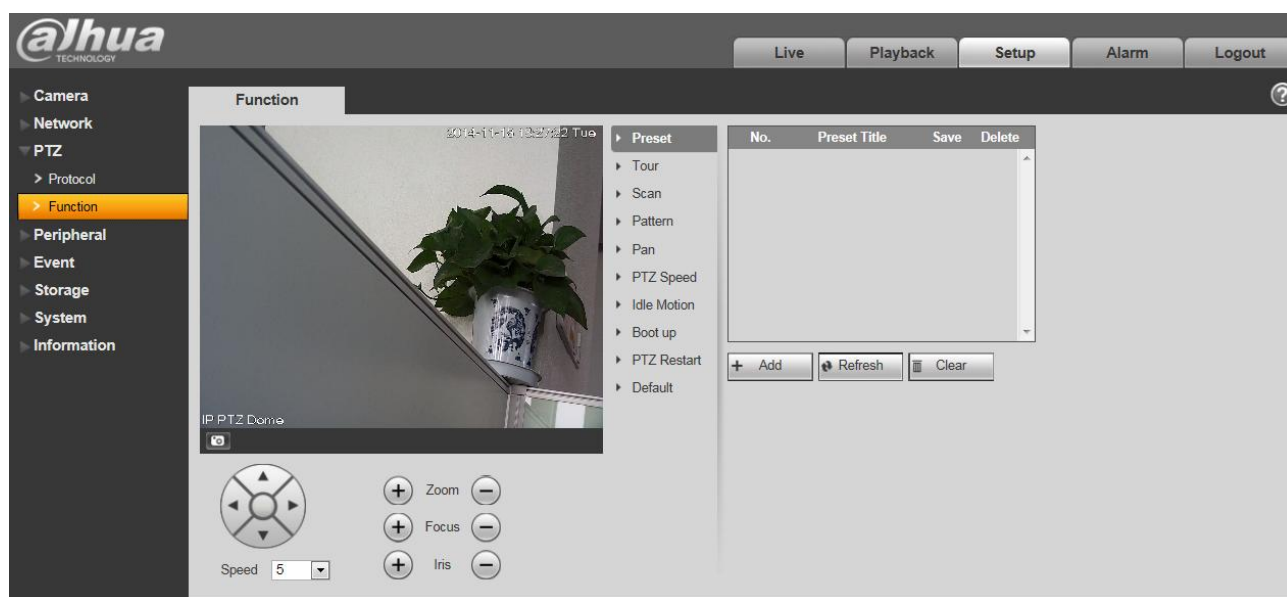 alhua
TECHNOLOGY
Live
Playback
Setup
Alarm
Logout
Camera
Network
PTZ
> Protocol
> Function
Peripheral
Event
Storage
System
Information
Function
?
Tue
IP PTZ Dome
Preset
Tour
Scan
Pattern
Pan
PTZ Speed
Idle Motion
Boot up
PTZ Restart
Default
No. Preset Title Save Delete
+ Add
Refresh
Clear
+ Zoom −
+ Focus −
+ Iris −
Speed 5